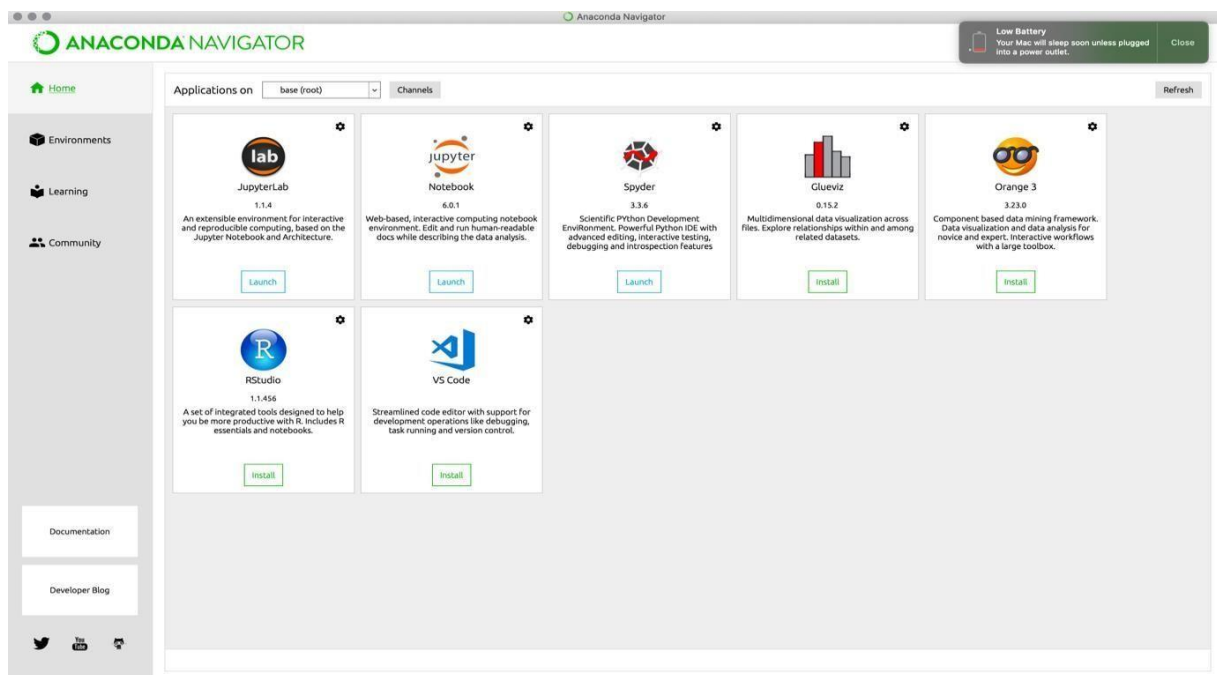 Anaconda Navigator
ANACONDA NAVIGATOR
Low Battery
Your Mac will sleep soon unless plugged
into a power outlet.
Close
Home
Environments
Learning
Community
Documentation
Developer Blog
You
Tube
Applications on
base (root)
Channels
Refresh
lab
JupyterLab
1.1.4
An extensible environment for interactive
and reproducible computing, based on the
Jupyter Notebook and Architecture.
Launch
jupyter
Notebook
6.0.1
Web-based, interactive computing notebook
environment. Edit and run human-readable
docs while describing the data analysis.
Launch
Spyder
3.3.6
Scientific PYthon Development
EnviRonment. Powerful Python IDE with
advanced editing, interactive testing,
debugging and introspection features
Launch
Glueviz
0.15.2
Multidimensional data visualization across
files. Explore relationships within and among
related datasets.
Install
Orange 3
3.23.0
Component based data mining framework.
Data visualization and data analysis for
novice and expert. Interactive workflows
with a large toolbox.
Install
R
RStudio
1.1.456
A set of integrated tools designed to help
you be more productive with R. Includes R
essentials and notebooks.
Install
VS Code
Streamlined code editor with support for
development operations like debugging,
task running and version control.
Install